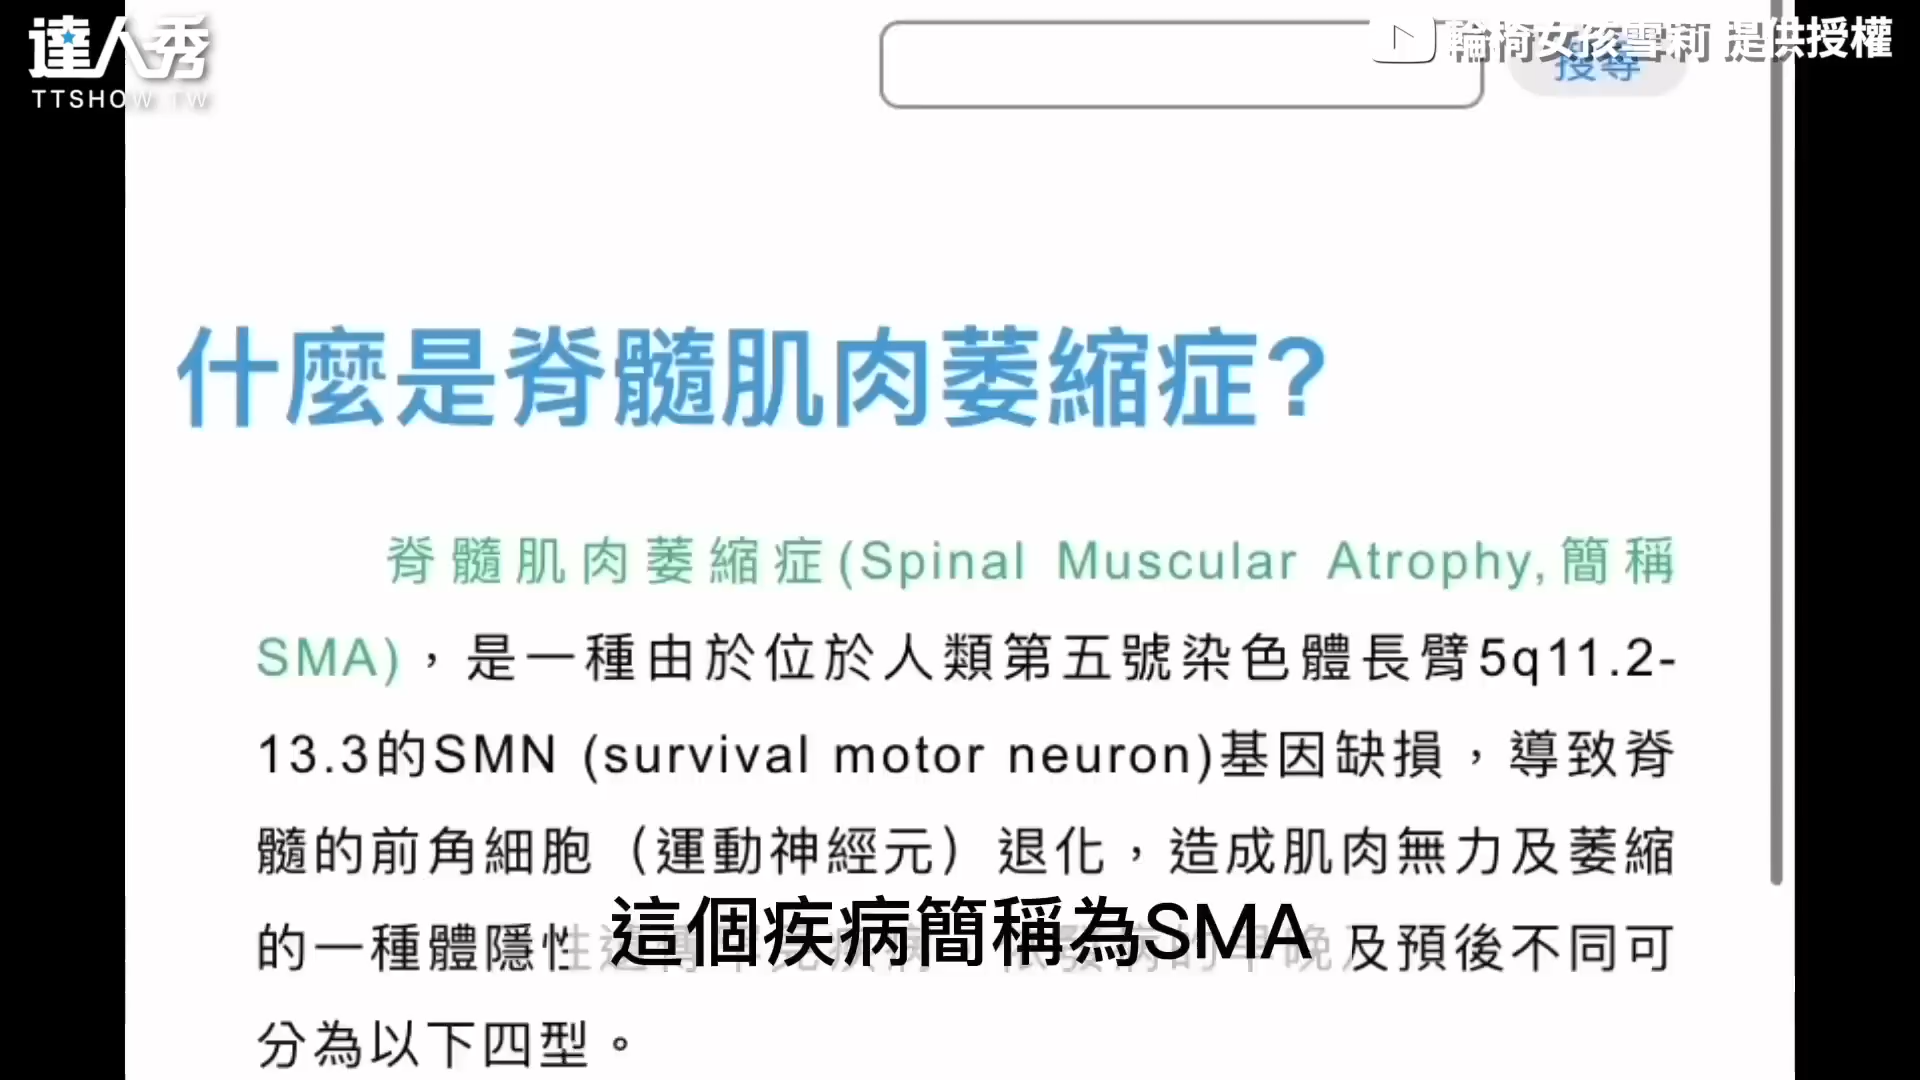 達人秀
TTSHOW.TW
輪椅女孩雪莉 提供授權
搜尋
什麼是脊髓肌肉萎縮症?
脊髓肌肉萎縮症(Spinal Muscular Atrophy,簡稱
SMA)，是一種由於位於人類第五號染色體長臂5q11.2-
13.3的SMN (survival motor neuron)基因缺損，導致脊
髓的前角細胞（運動神經元）退化，造成肌肉無力及萎縮
的一種體隱性遺傳 及預後不同可
這個疾病簡稱為SMA
分為以下四型。